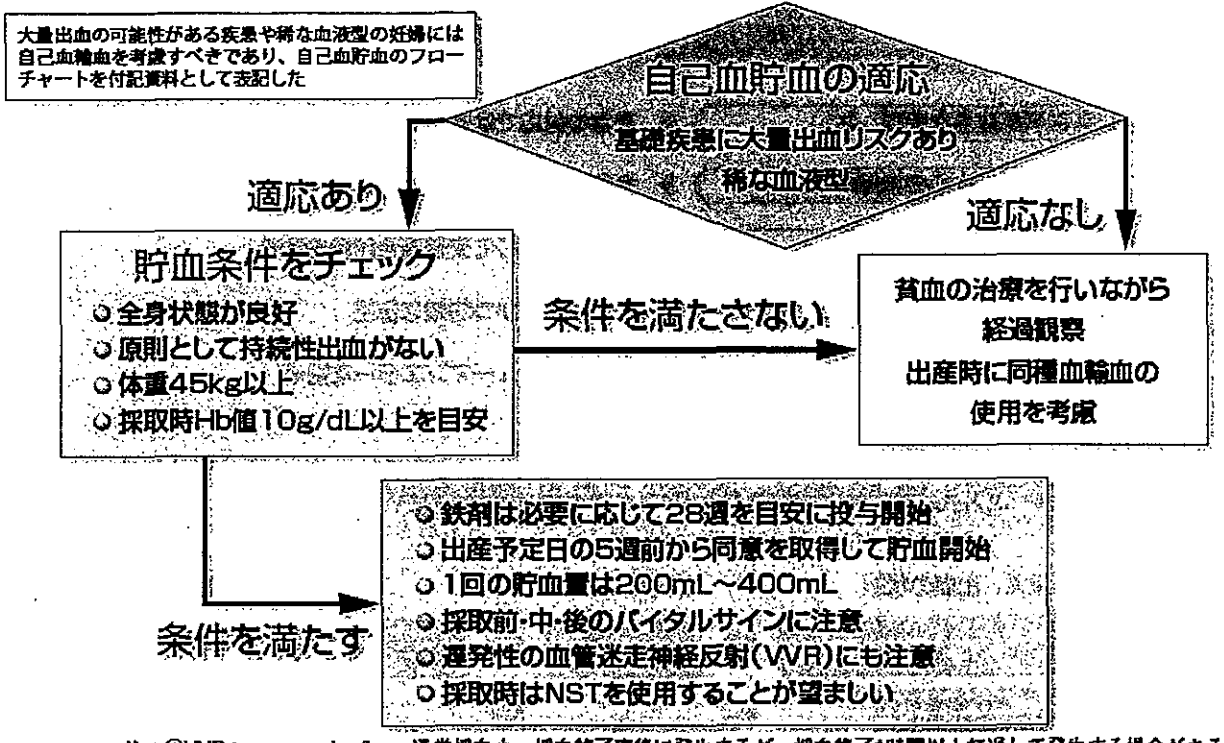 大量出血の可能性がある疾患や稀な血液型の妊婦には
自己血輸血を考慮すべきであり、自己血貯血のフロー
チャートを付記資料として表記した
自己血貯血の適応
基礎疾患に大量出血リスクあり
稀な血液型
適応あり
適応なし
貯血条件をチェック
全身状態が良好
原則として持続性出血がない
体重45kg以上
採取時Hb値10g/dL以上を目安
条件を満たさない
貧血の治療を行いながら
経過観察
出産時に同種血輸血の
使用を考慮
条件を満たす
鉄剤は必要に応じて28週を目安に投与開始
出産予定日の5週前から同意を取得して貯血開始
1回の貯血量は200mL～400mL
採取前・中・後のバイタルサインに注意
遅発性の血管迷走神経反射(VVR)にも注意
採取時はNSTを使用することが望ましい